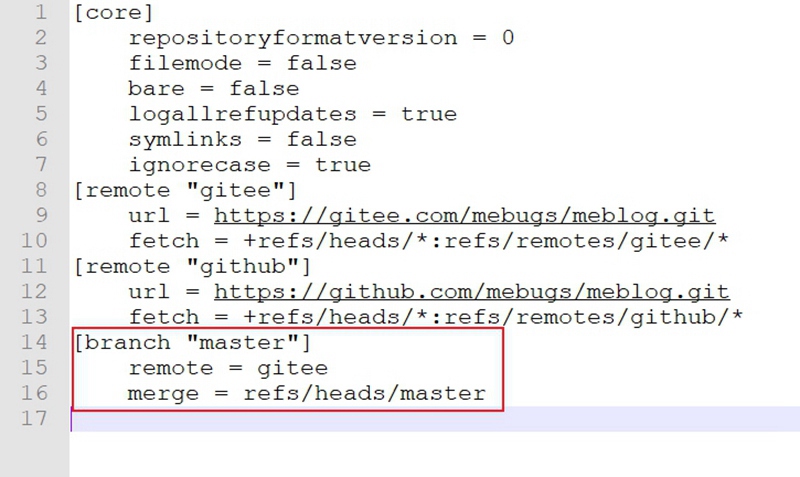 1 [core]
2 repositoryformatversion = 0
3 filemode = false
4 bare = false
5 logallrefupdates = true
6 symlinks = false
7 ignorecase = true
8 [remote "gitee"]
9 url = https://gitee.com/mebugs/meblog.git
10 fetch = +refs/heads/*:refs/remotes/gitee/*
11 [remote "github"]
12 url = https://github.com/mebugs/meblog.git
13 fetch = +refs/heads/*:refs/remotes/github/*
14 [branch "master"]
15 remote = gitee
16 merge = refs/heads/master
17